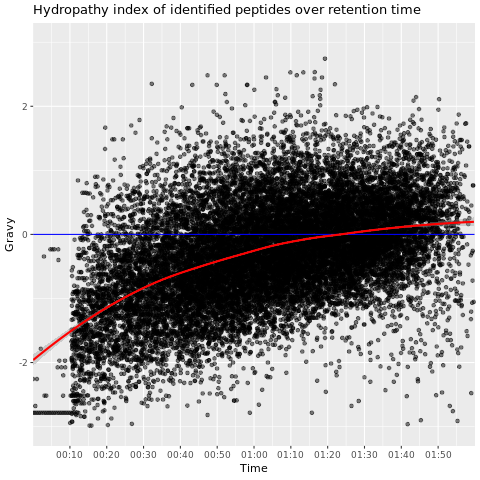 Hydropathy index of identified peptides over retention time
Gravy
2
0
-2
00:10 00:20 00:30 00:40 00:50 01:00 01:10 01:20 01:30 01:40 01:50
Time